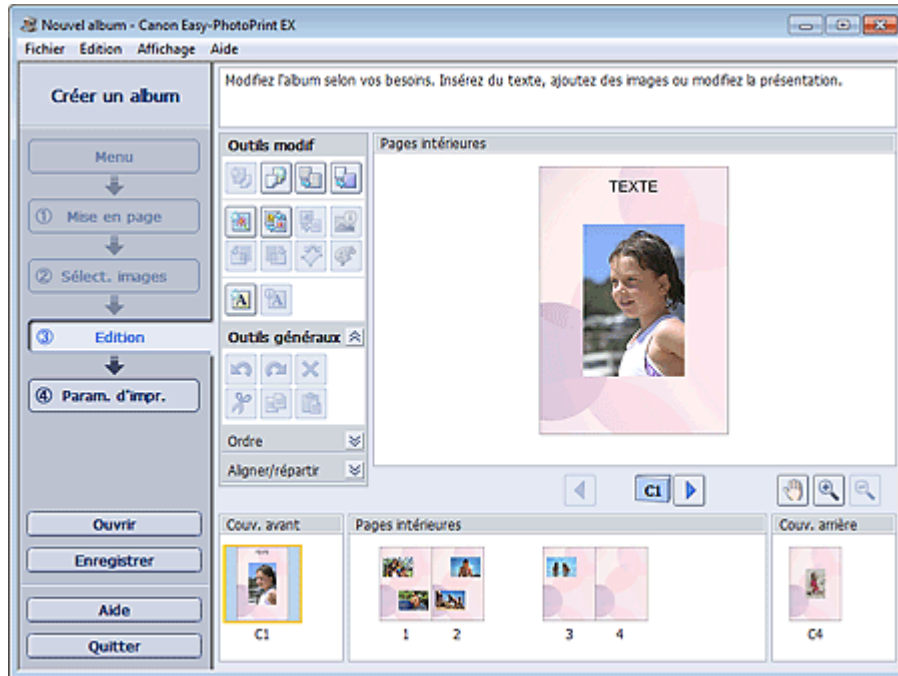 Nouvel album - Canon Easy-PhotoPrint EX
Fichier Edition Affichage Aide
Créer un album
Modifiez l'album selon vos besoins. Insérez du texte, ajoutez des images ou modifiez la présentation.
Menu
① Mise en page
② Sélect. images
③ Edition
④ Param. d'impr.
Ouvrir
Enregistrer
Aide
Quitter
Outils modif
Outils généraux
Ordre
Aligner/répartir
Pages intérieures
TEXTE
C1
Couv. avant
C1
Pages intérieures
1 2 3 4
Couv. arrière
C4